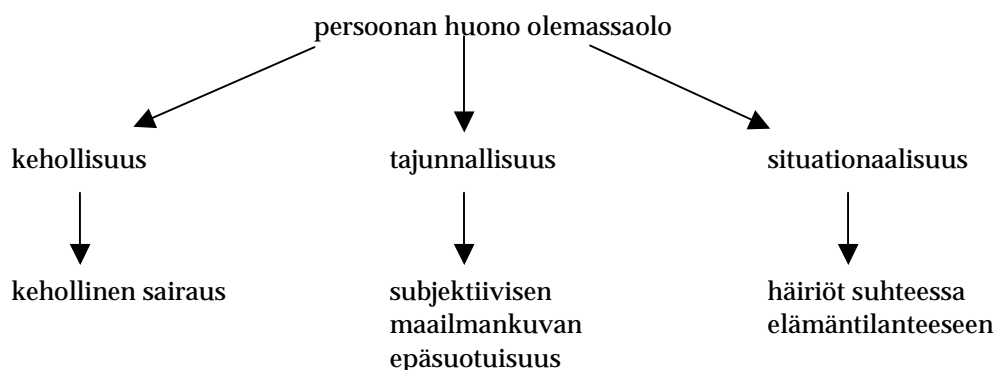 persoonan huono olemassaolo
kehollisuus
tajunnallisuus
situationaalisuus
kehollinen sairaus
subjektiivisen
maailmankuvan
epäsuotuisuus
häiriöt suhteessa
elämäntilanteeseen